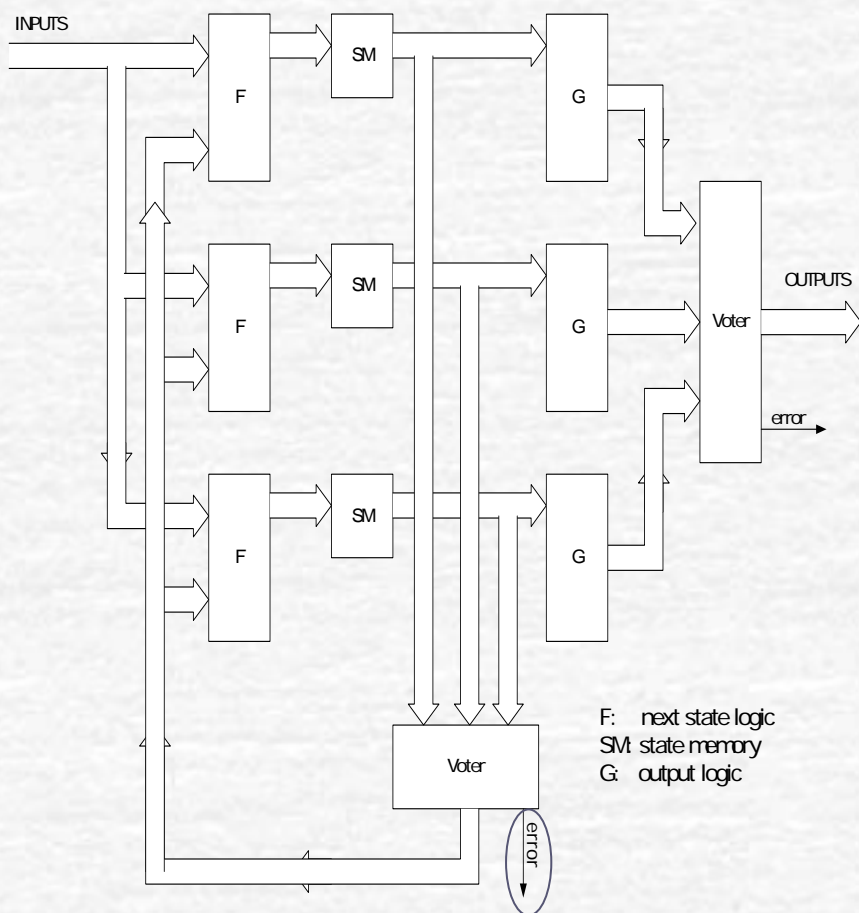 INPUTS
F
SM
G
F
SM
G
Voter
OUTPUTS
error
F
SM
G
Voter
error
F: next state logic
SM: state memory
G: output logic